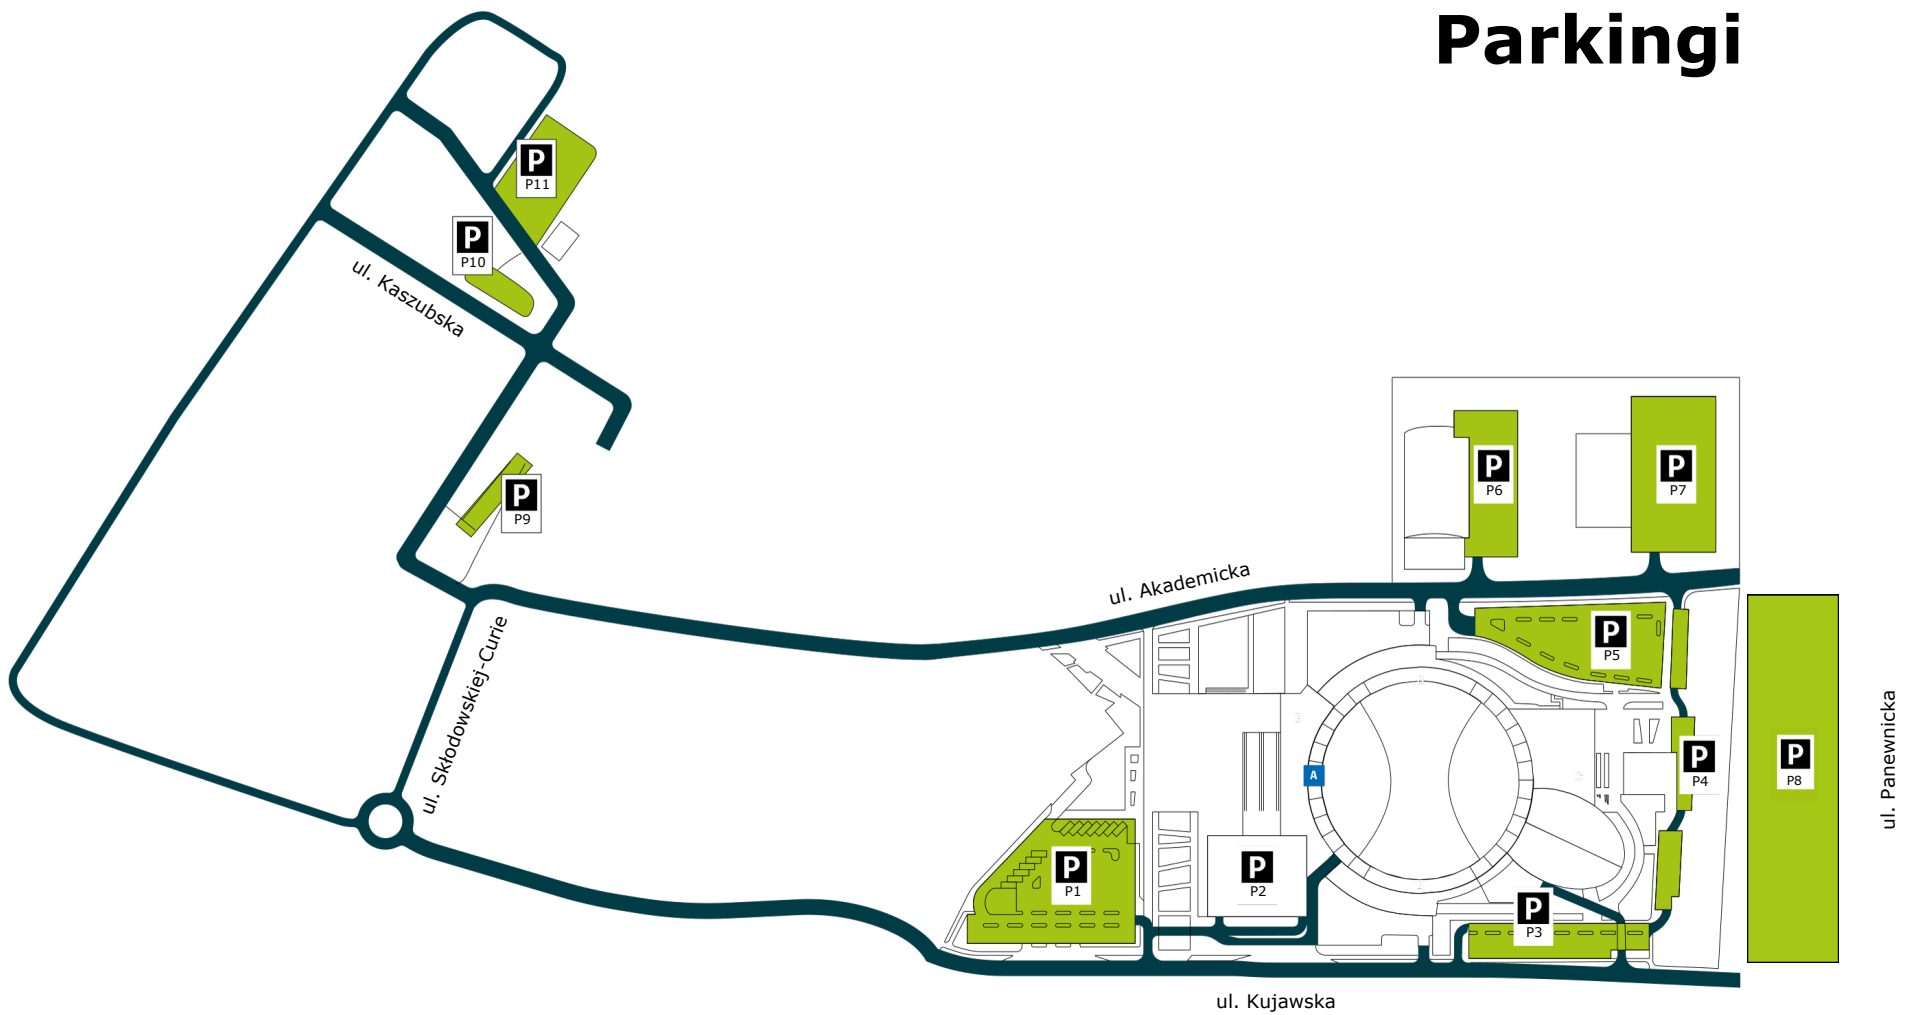 Parkingi
P
P11
P
P10
ul. Kaszubska
P
P9
ul. Skłodowskiej-Curie
ul. Akademicka
P
P6
P
P7
P
P5
P
P4
P
P8
ul. Panewnicka
A
P
P1
P
P2
P
P3
ul. Kujawska